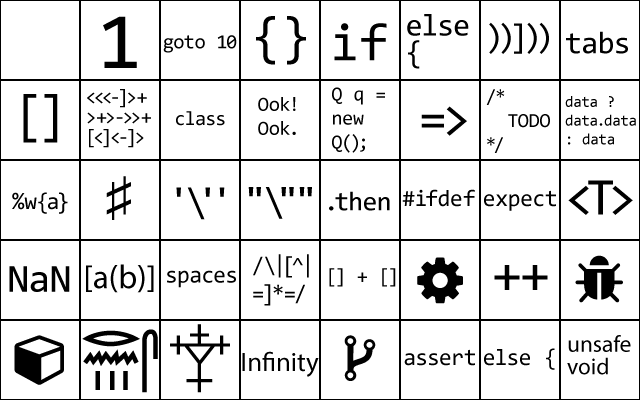 1
goto 10
{}
if
else
{
))]))
tabs
[]
<<<-]>+
>+>->>+
[<]<-]>
class
Ook!
Ook.
Q q =
new
Q();
=>
/*
TODO
*/
data ?
data.data
: data
%w{a}
♯
'\''
"\""
.then
#ifdef
expect
<T>
NaN
[a(b)]
spaces
/\|[^|
=]*=/
[] + []
++
Infinity
assert
else {
unsafe
void